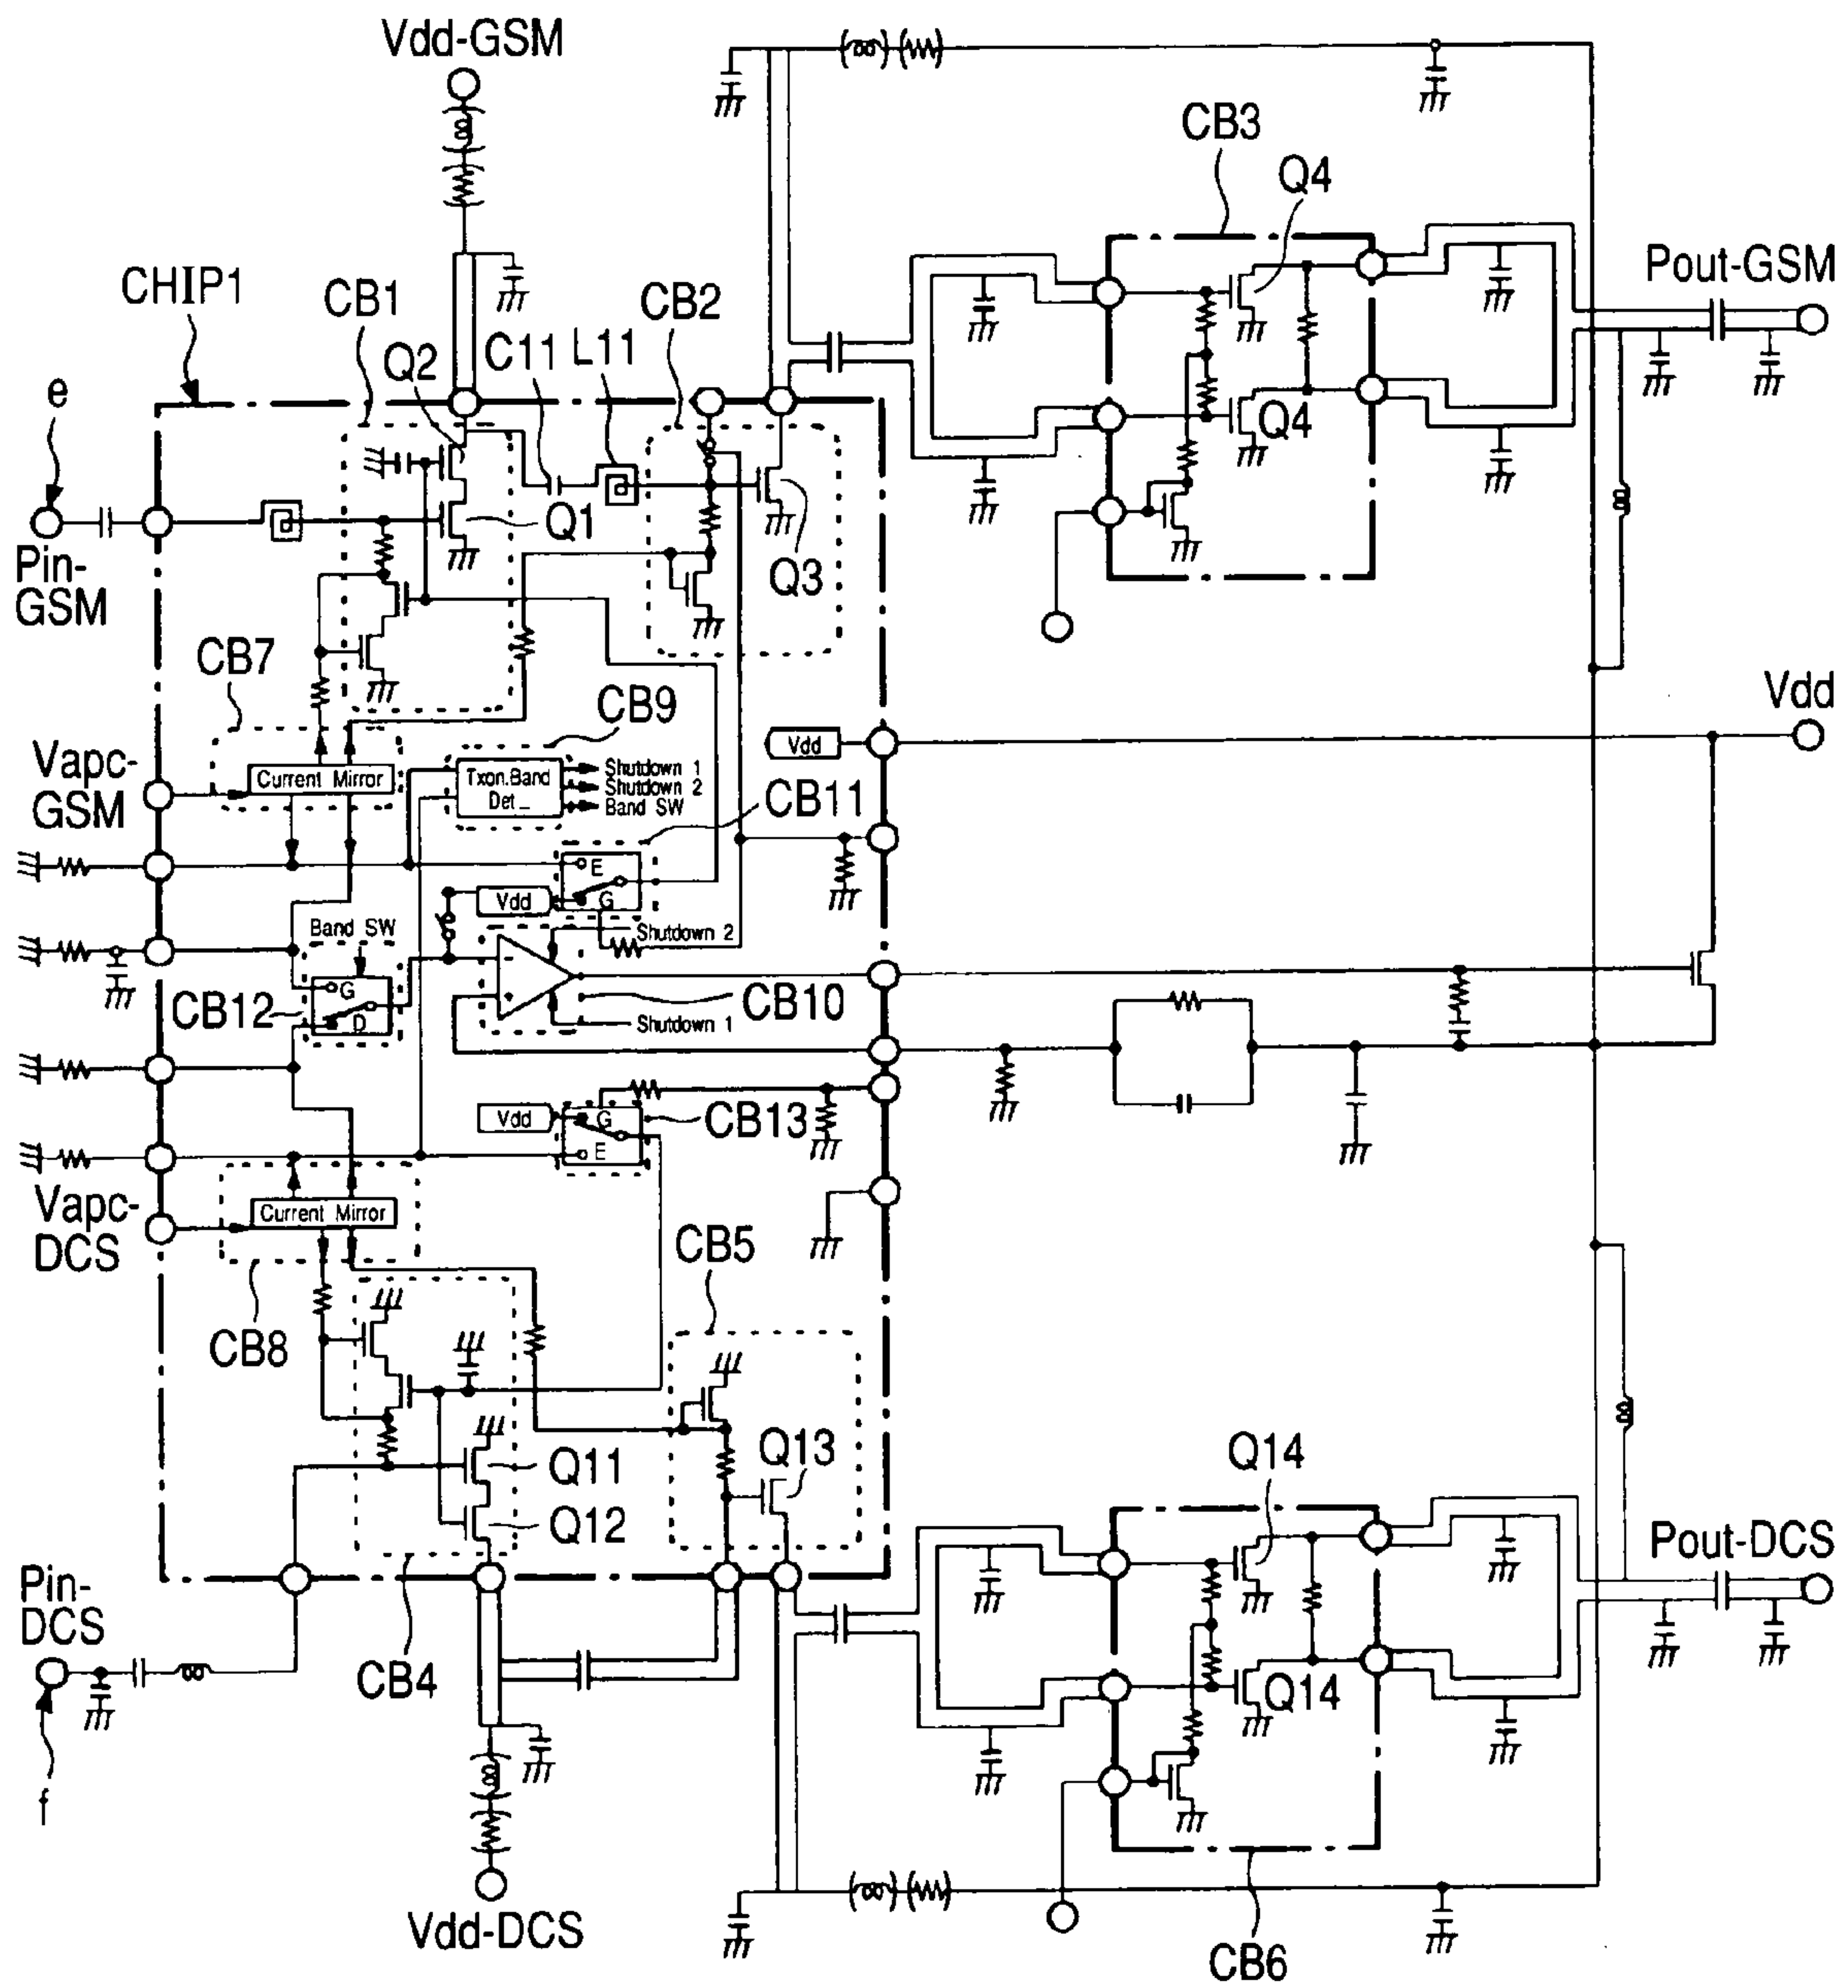 Vdd-GSM
CB3
Q4
CHIP1
CB1
CB2
Pout-GSM
Q2
C11
L11
e
Q4
Q1
Pin-
GSM
Q3
CB7
CB9
Vdd
Vapc-
GSM
Current Mirror
Txon.Band
Det_
Shutdown 1
Shutdown 2
Band SW
Vdd
CB11
E
G
Vdd
Band SW
Shutdown 2
G
D
CB12
CB10
Shutdown 1
Vdd
G
E
CB13
Vapc-
DCS
Current Mirror
CB5
CB8
Q13
Q11
Q12
Q14
Pout-DCS
Pin-
DCS
CB4
Q14
f
Vdd-DCS
CB6